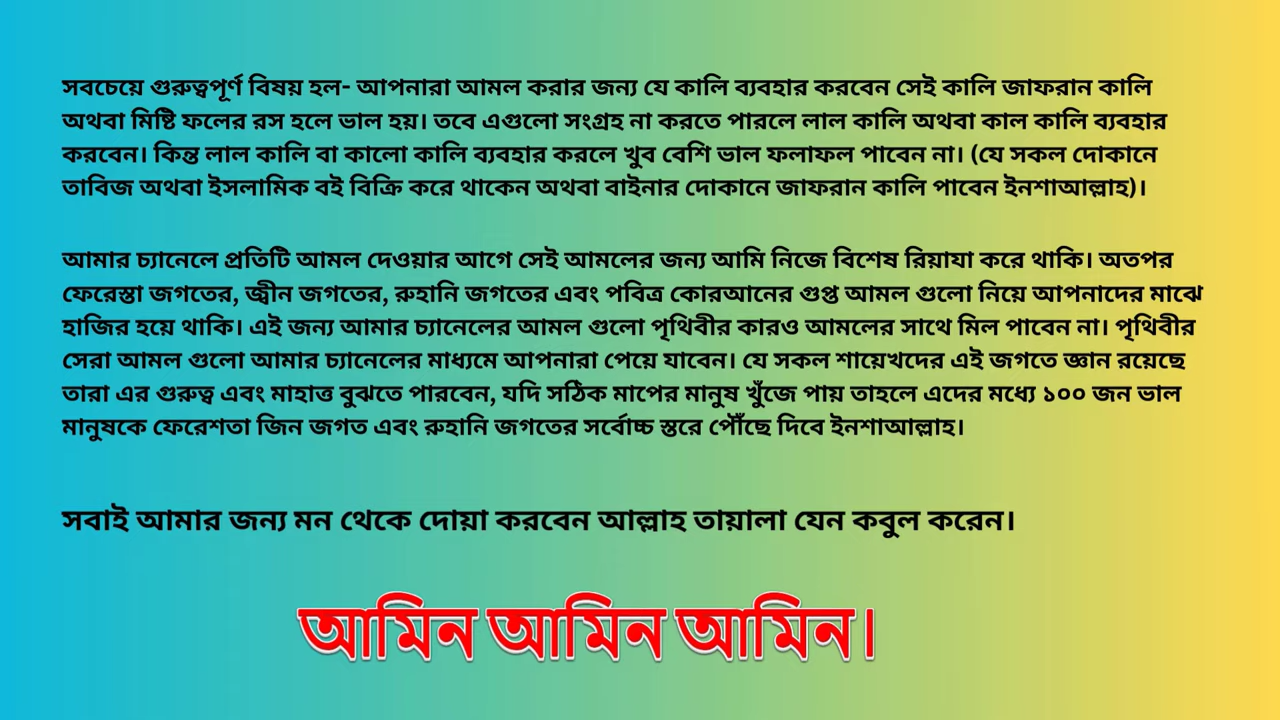 সবচেয়ে গুরুত্বপূর্ণ বিষয় হল- আপনারা আমল করার জন্য যে কালি ব্যবহার করবেন সেই কালি জাফরান কালি
অথবা মিষ্টি ফলের রস হলে ভাল হয়। তবে এগুলো সংগ্রহ না করতে পারলে লাল কালি অথবা কাল কালি ব্যবহার
করবেন। কিন্ত লাল কালি বা কালো কালি ব্যবহার করলে খুব বেশি ভাল ফলাফল পাবেন না। (যে সকল দোকানে
তাবিজ অথবা ইসলামিক বই বিক্রি করে থাকেন অথবা বাইনার দোকানে জাফরান কালি পাবেন ইনশাআল্লাহ)।
আমার চ্যানেলে প্রতিটি আমল দেওয়ার আগে সেই আমলের জন্য আমি নিজে বিশেষ রিয়াযা করে থাকি। অতপর
ফেরেস্তা জগতের, জ্বীন জগতের, রুহানি জগতের এবং পবিত্র কোরআনের গুপ্ত আমল গুলো নিয়ে আপনাদের মাঝে
হাজির হয়ে থাকি। এই জন্য আমার চ্যানেলের আমল গুলো পৃথিবীর কারও আমলের সাথে মিল পাবেন না। পৃথিবীর
সেরা আমল গুলো আমার চ্যানেলের মাধ্যমে আপনারা পেয়ে যাবেন। যে সকল শায়েখদের এই জগতে জ্ঞান রয়েছে
তারা এর গুরুত্ব এবং মাহাত্ত বুঝতে পারবেন, যদি সঠিক মাপের মানুষ খুঁজে পায় তাহলে এদের মধ্যে ১০০ জন ভাল
মানুষকে ফেরেশতা জিন জগত এবং রুহানি জগতের সর্বোচ্চ স্তরে পৌঁছে দিবে ইনশাআল্লাহ।
সবাই আমার জন্য মন থেকে দোয়া করবেন আল্লাহ তায়ালা যেন কবুল করেন।
আমিন আমিন আমিন।